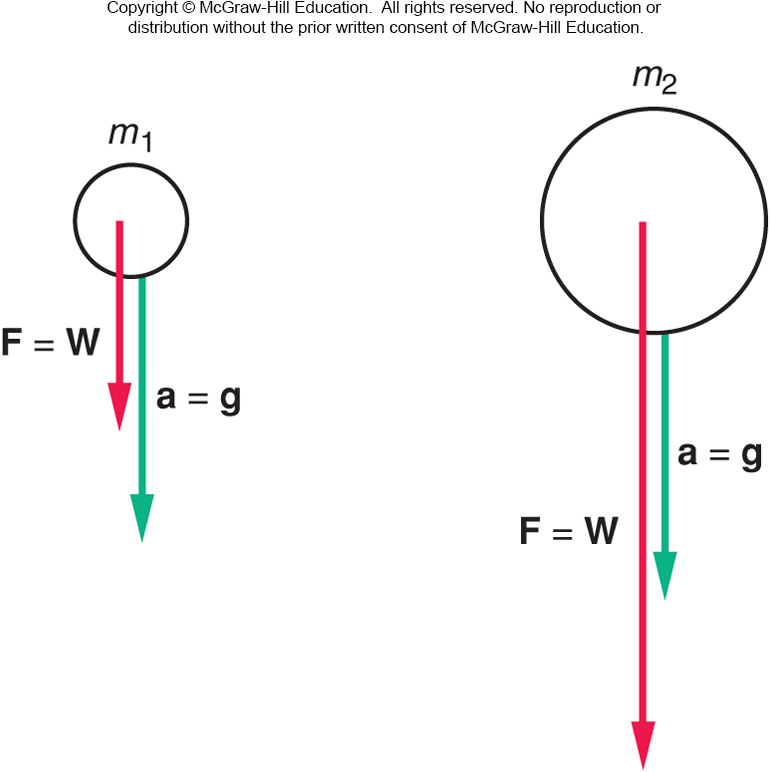 Copyright © McGraw-Hill Education.  All rights reserved. No reproduction or
distribution without the prior written consent of McGraw-Hill Education.
m₂
m₁
F = W
a = g
a = g
F = W